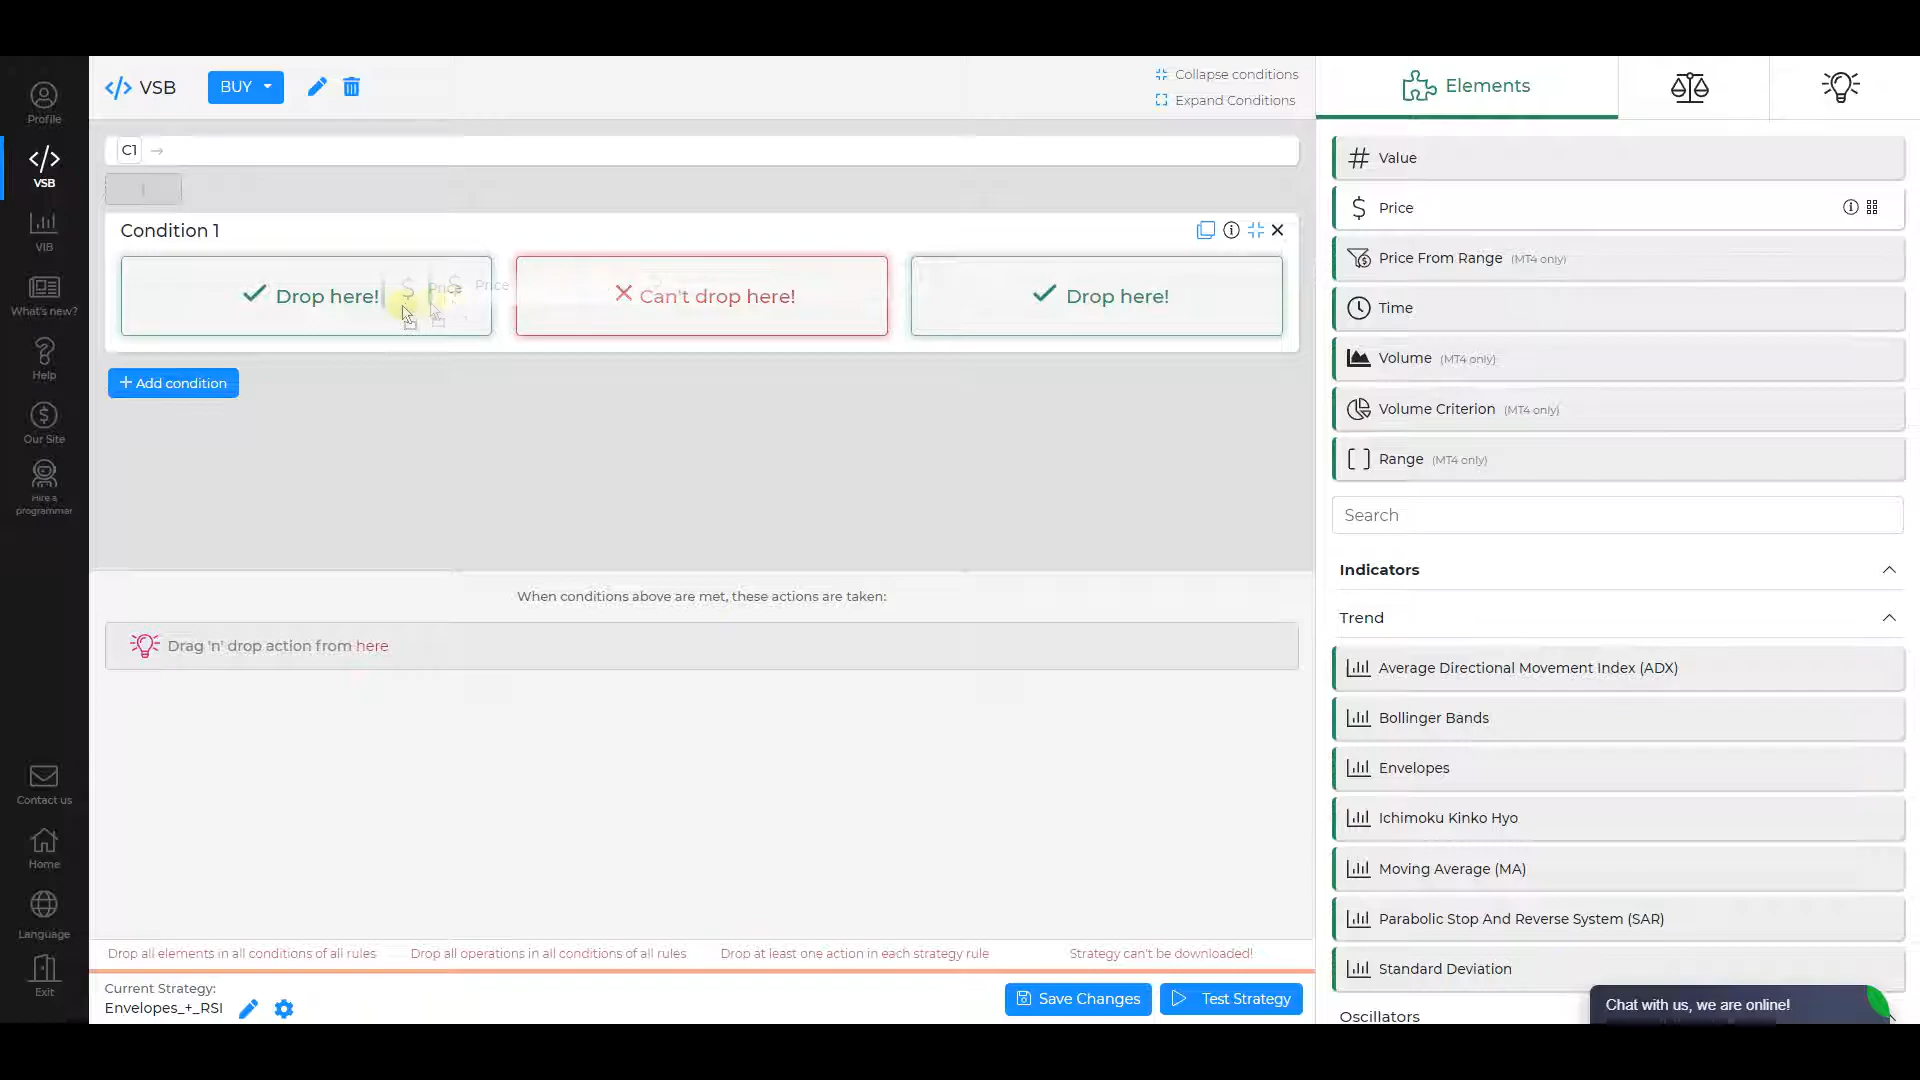 Profile
VSB
VIB
What's new?
Help
Our Site
Hire a
programmer
Contact us
Home
Language
Exit
VSB
BUY
Collapse conditions
Expand Conditions
C1
Condition 1
Drop here!
Price
Price
Can't drop here!
Drop here!
+ Add condition
When conditions above are met, these actions are taken:
Drag 'n' drop action from here
Drop all elements in all conditions of all rules
Drop all operations in all conditions of all rules
Drop at least one action in each strategy rule
Strategy can't be downloaded!
Current Strategy:
Envelopes_+_RSI
Save Changes
Test Strategy
Elements
Value
Price
Price From Range (MT4 only)
Time
Volume (MT4 only)
Volume Criterion (MT4 only)
Range (MT4 only)
Search
Indicators
Trend
Average Directional Movement Index (ADX)
Bollinger Bands
Envelopes
Ichimoku Kinko Hyo
Moving Average (MA)
Parabolic Stop And Reverse System (SAR)
Standard Deviation
Oscillators
Chat with us, we are online!